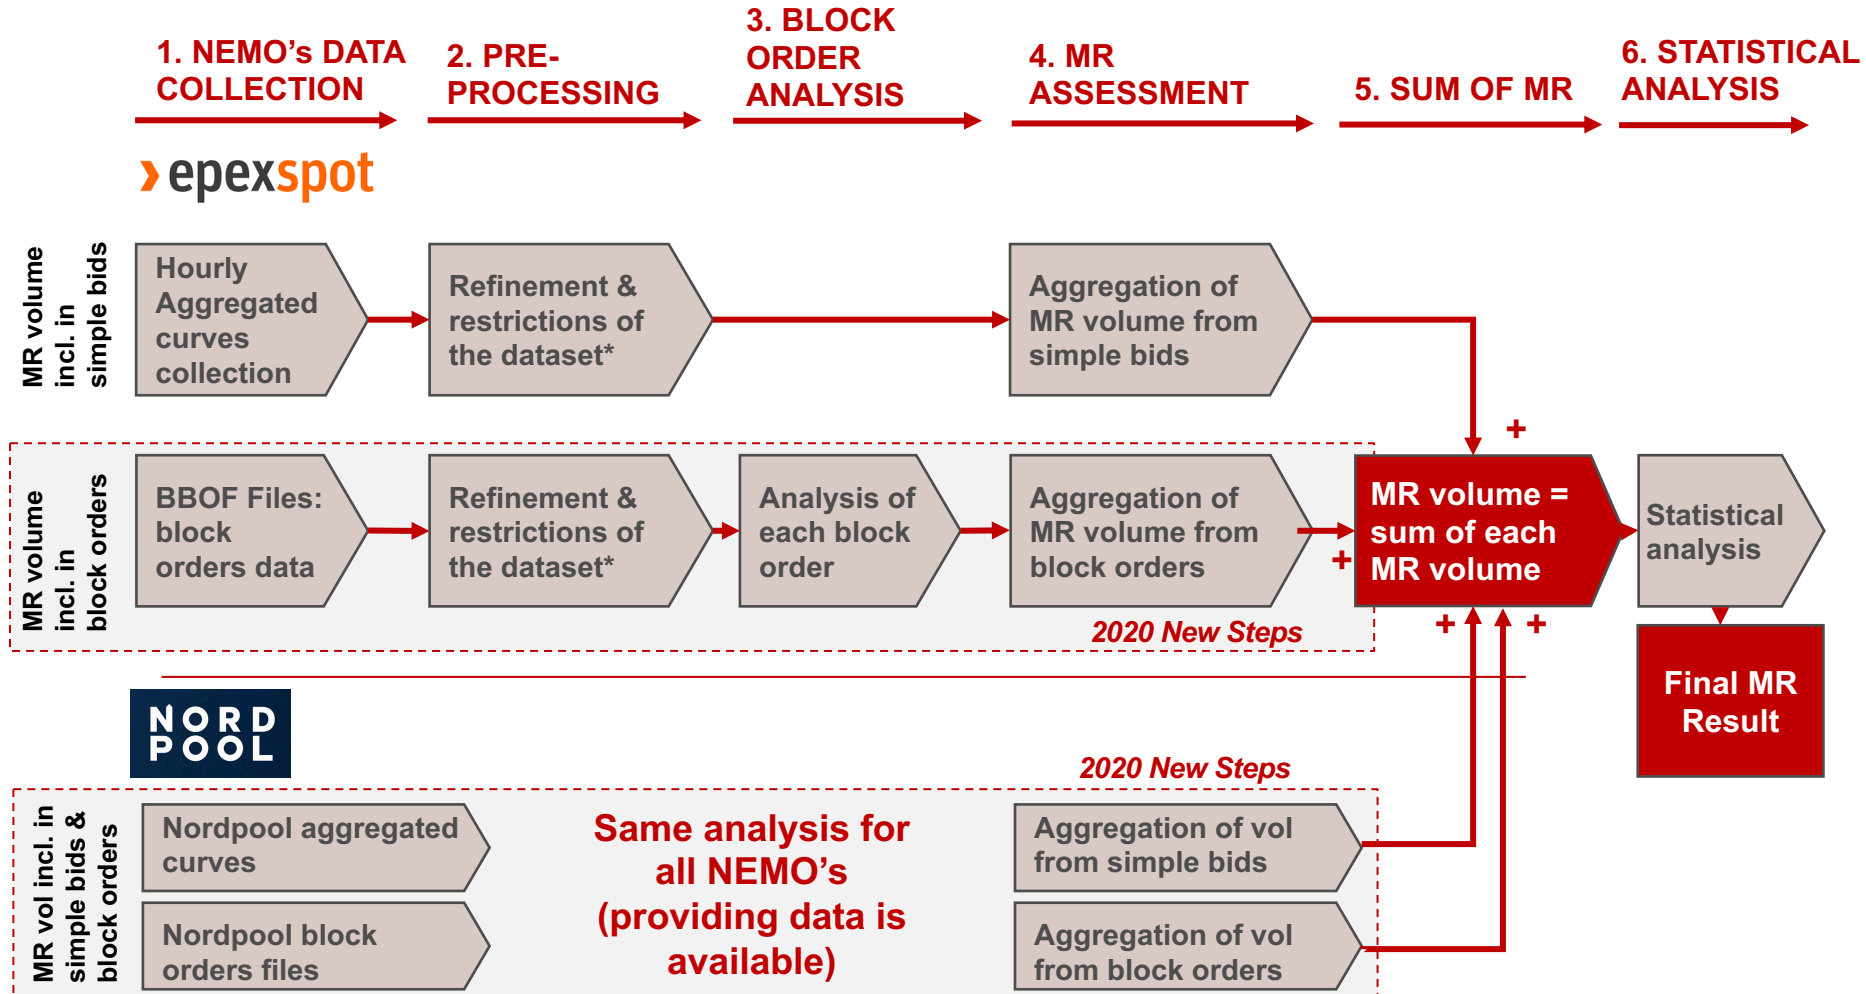 1. NEMO's DATA
COLLECTION
2. PRE-
PROCESSING
3. BLOCK
ORDER
ANALYSIS
4. MR
ASSESSMENT
5. SUM OF MR
6. STATISTICAL
ANALYSIS
epexspot
MR volume
incl. in
simple bids
Hourly
Aggregated
curves
collection
Refinement &
restrictions of
the dataset*
Aggregation of
MR volume from
simple bids
+
MR volume
incl. in
block orders
BBOF Files:
block
orders data
Refinement &
restrictions of
the dataset*
Analysis of
each block
order
Aggregation of
MR volume from
block orders
+
MR volume =
sum of each
MR volume
Statistical
analysis
2020 New Steps
+
+
Final MR
Result
NORD
POOL
2020 New Steps
MR vol incl. in
simple bids &
block orders
Nordpool aggregated
curves
Nordpool block
orders files
Same analysis for
all NEMO's
(providing data is
available)
Aggregation of vol
from simple bids
Aggregation of vol
from block orders